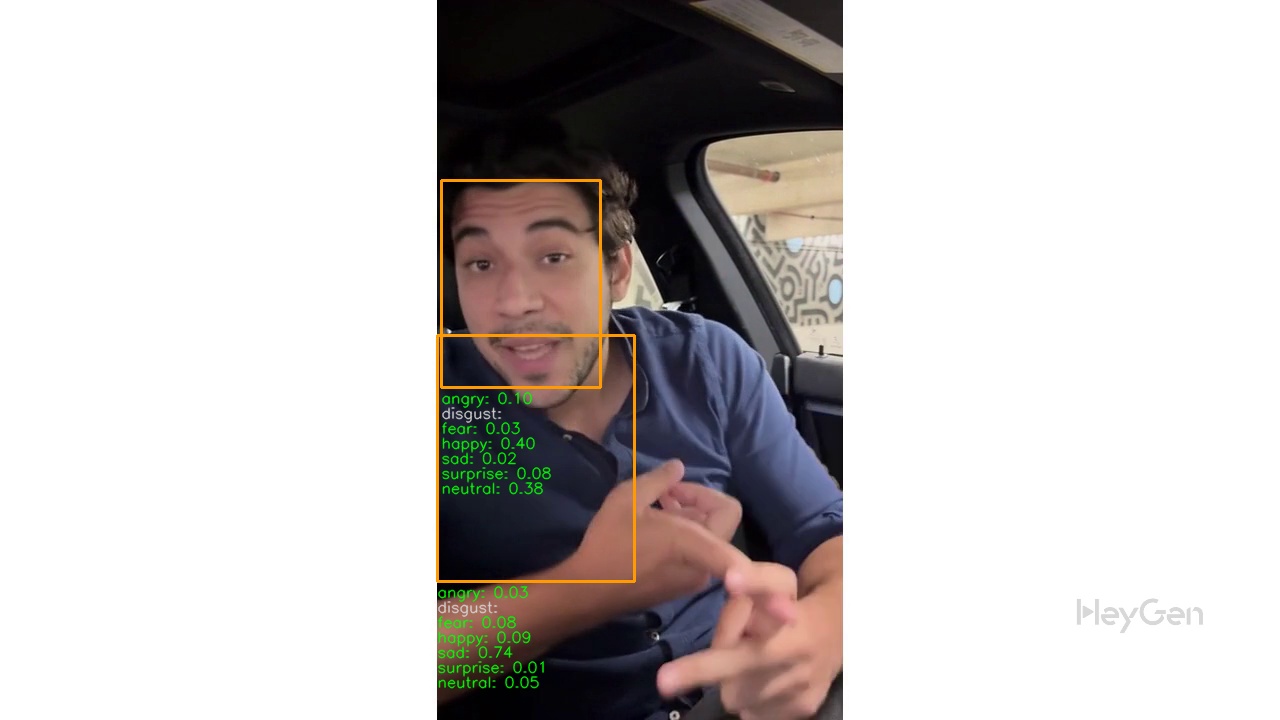 angry: 0.10
disgust:
fear: 0.03
happy: 0.40
sad: 0.02
surprise: 0.08
neutral: 0.38
angry: 0.03
disgust:
fear: 0.08
happy: 0.09
sad: 0.74
surprise: 0.01
neutral: 0.05
HeyGen